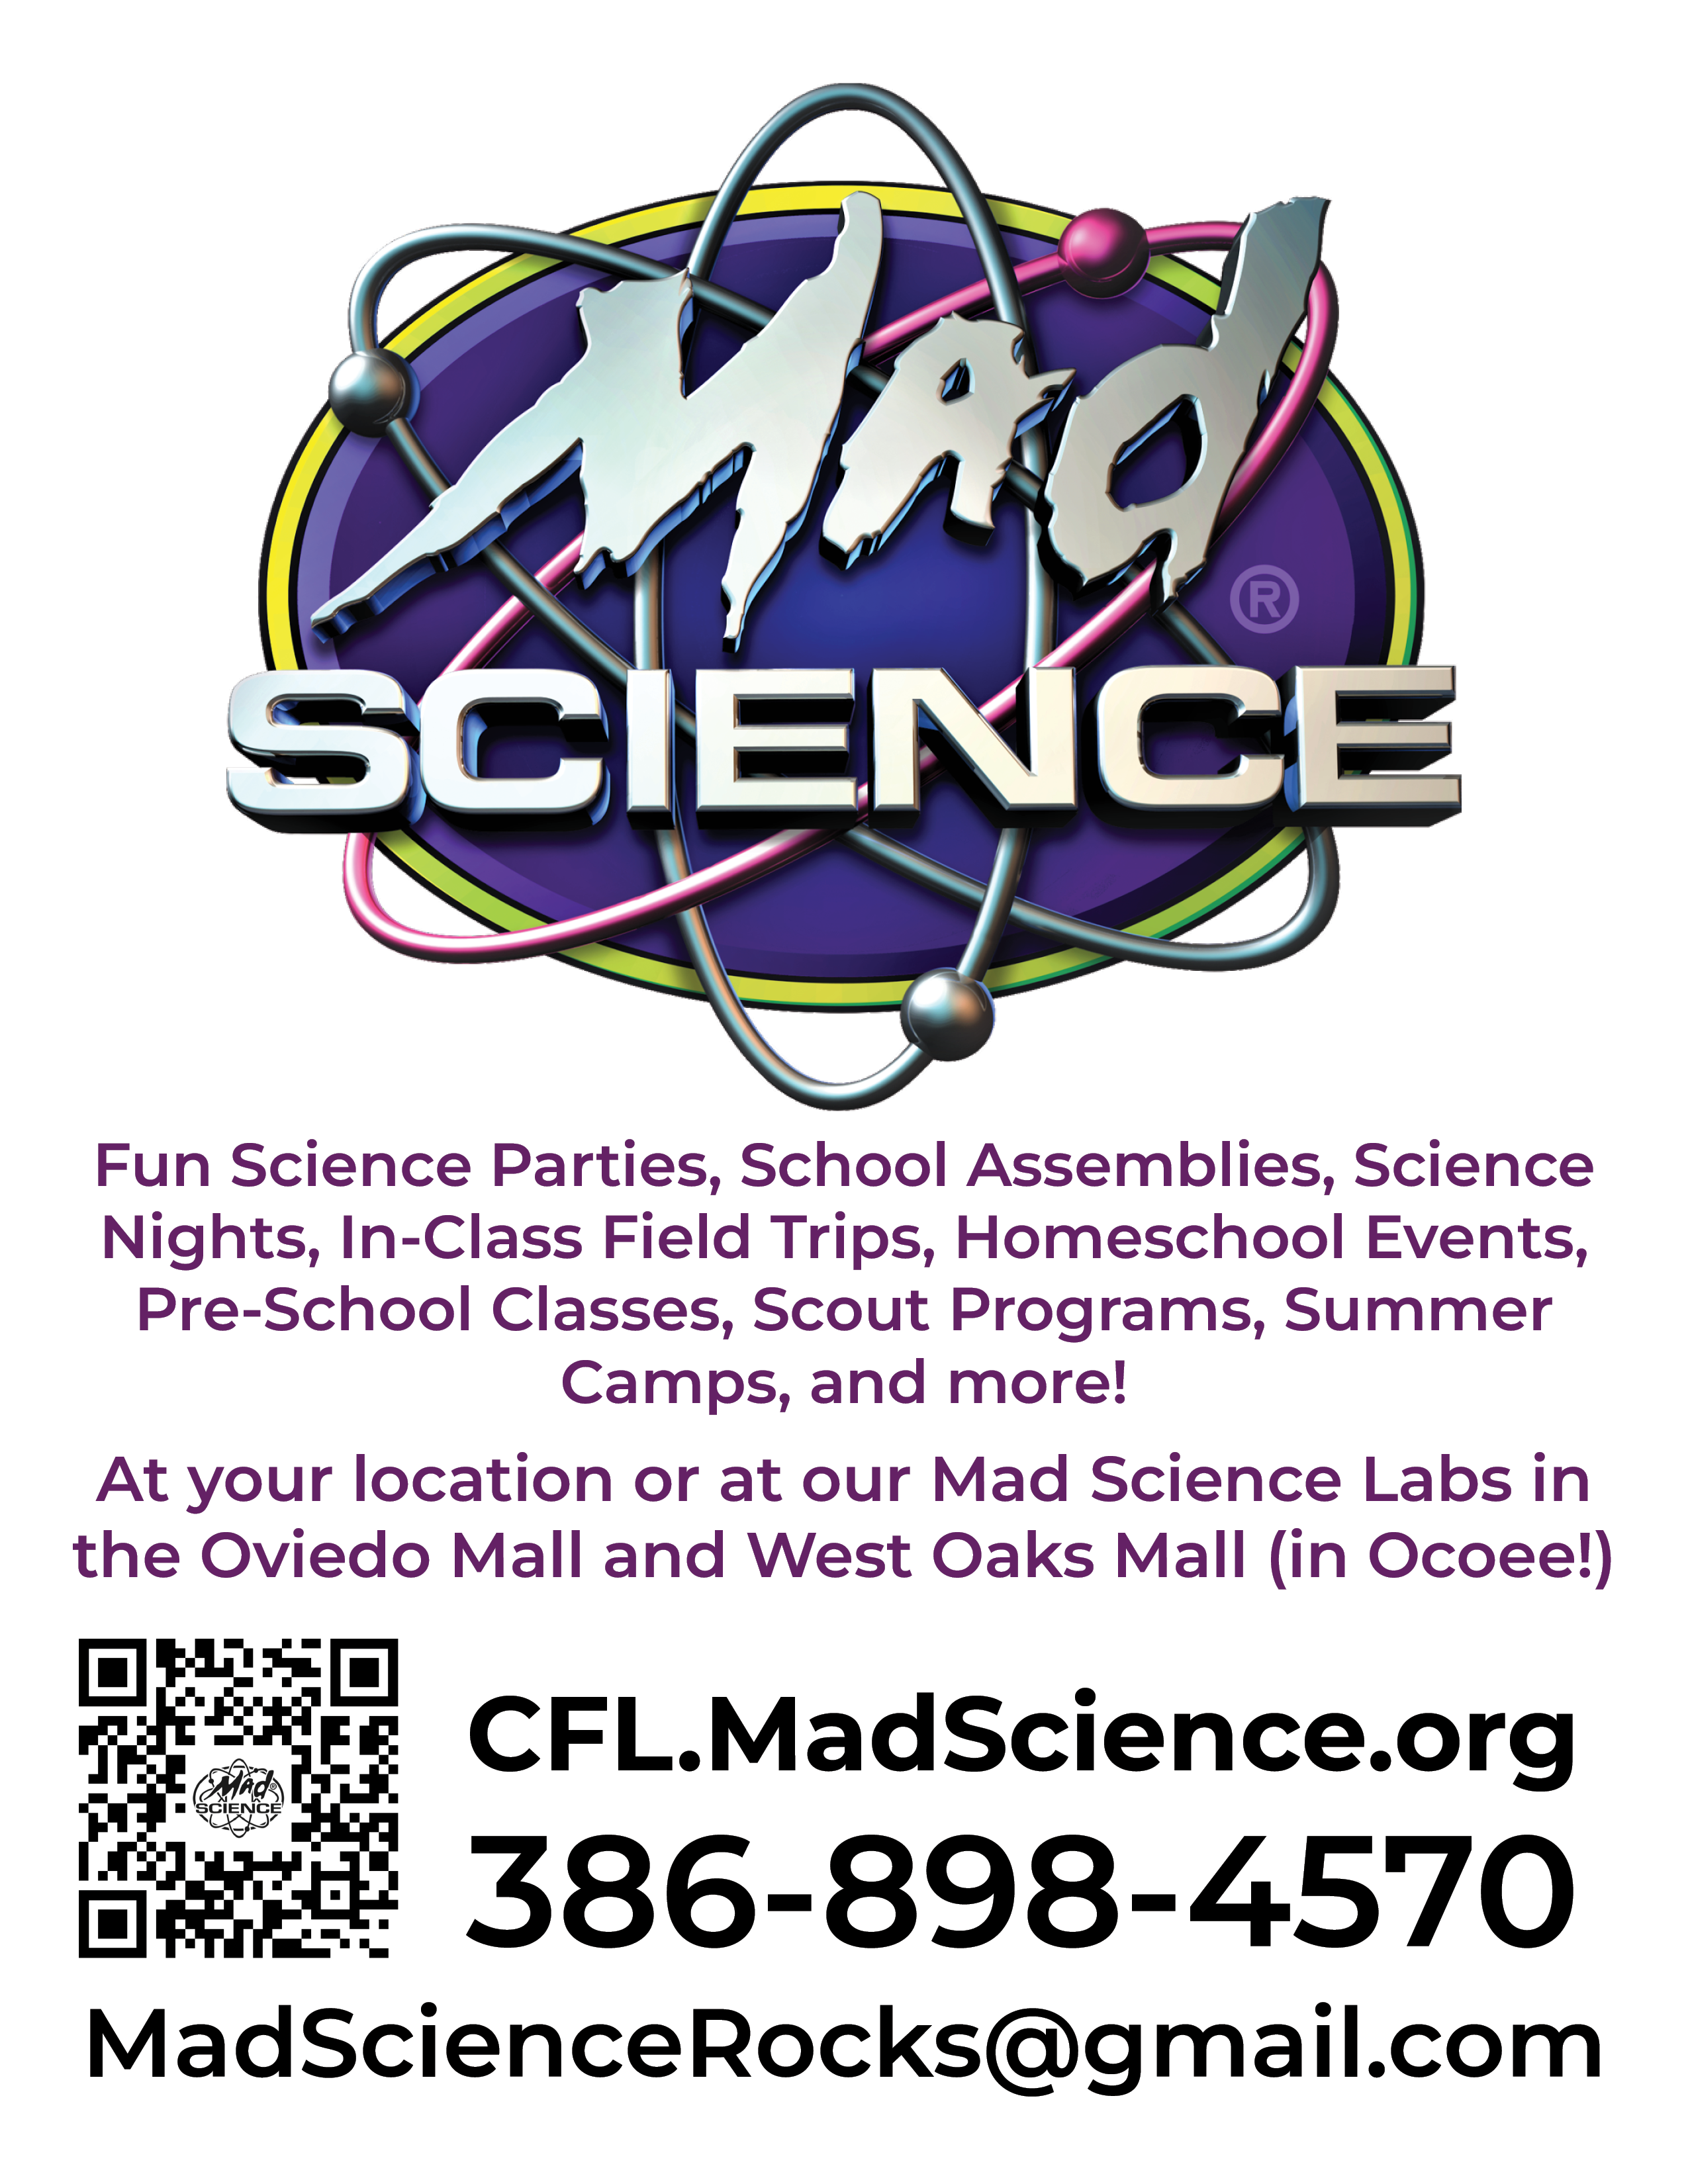 Mad
SCIENCE
®
Fun Science Parties, School Assemblies, Science
Nights, In-Class Field Trips, Homeschool Events,
Pre-School Classes, Scout Programs, Summer
Camps, and more!
At your location or at our Mad Science Labs in
the Oviedo Mall and West Oaks Mall (in Ocoee!)
Mad®
SCIENCE
CFL.MadScience.org
386-898-4570
MadScienceRocks@gmail.com